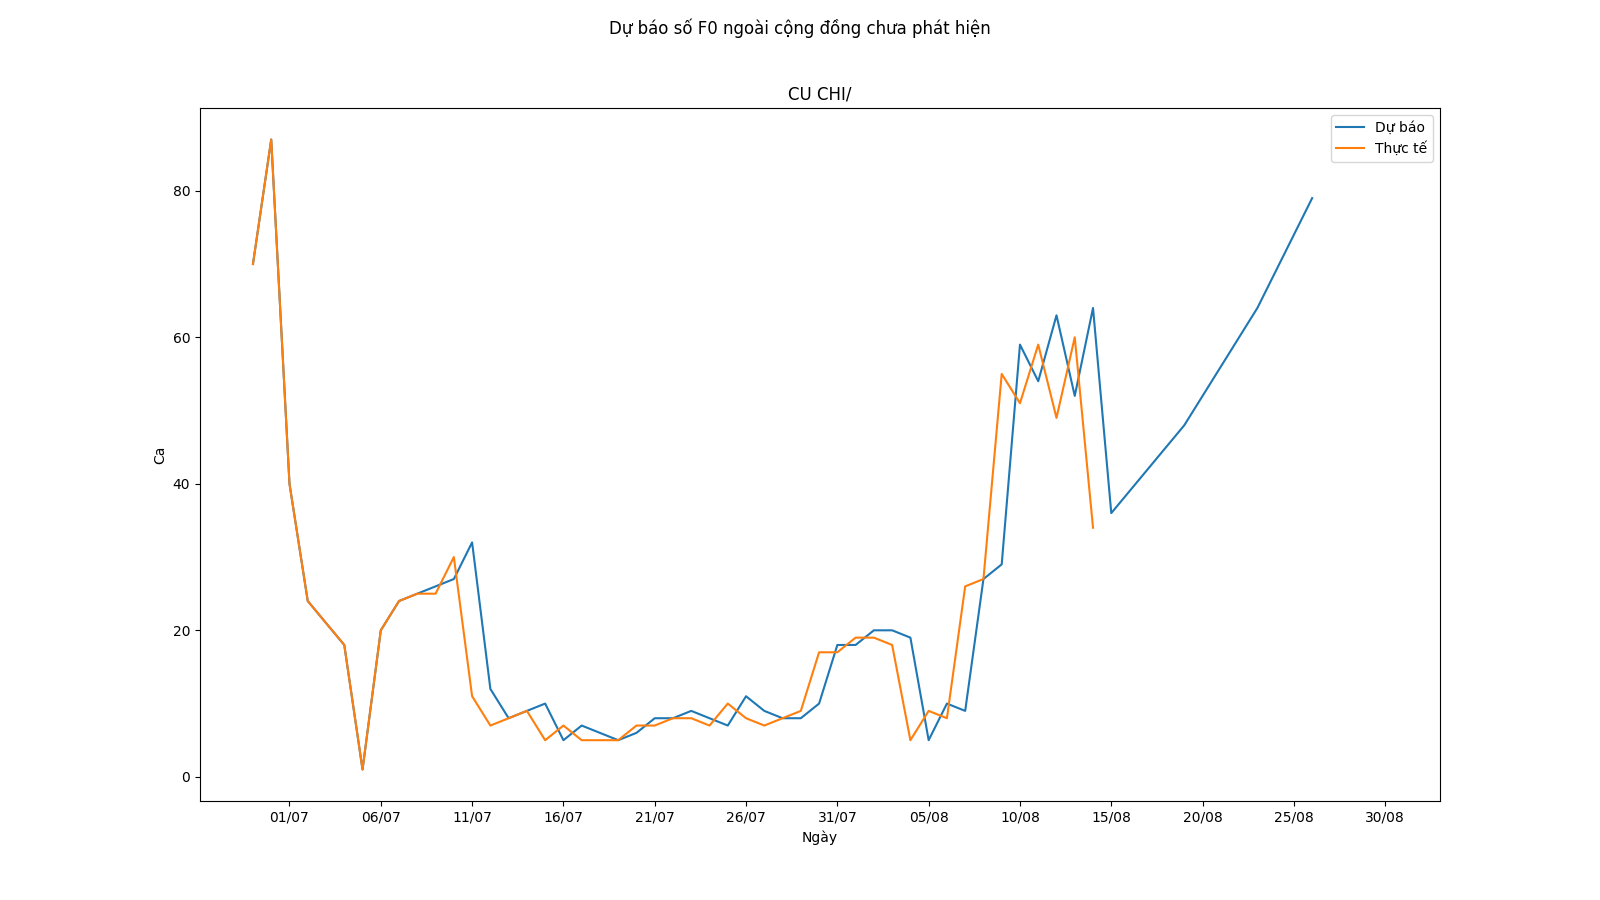 Dự báo số F0 ngoài cộng đồng chưa phát hiện
CU CHI/
Dự báo
Thực tế
80
60
40
20
0
Ca
01/07 06/07 11/07 16/07 21/07 26/07 31/07 05/08 10/08 15/08 20/08 25/08 30/08
Ngày